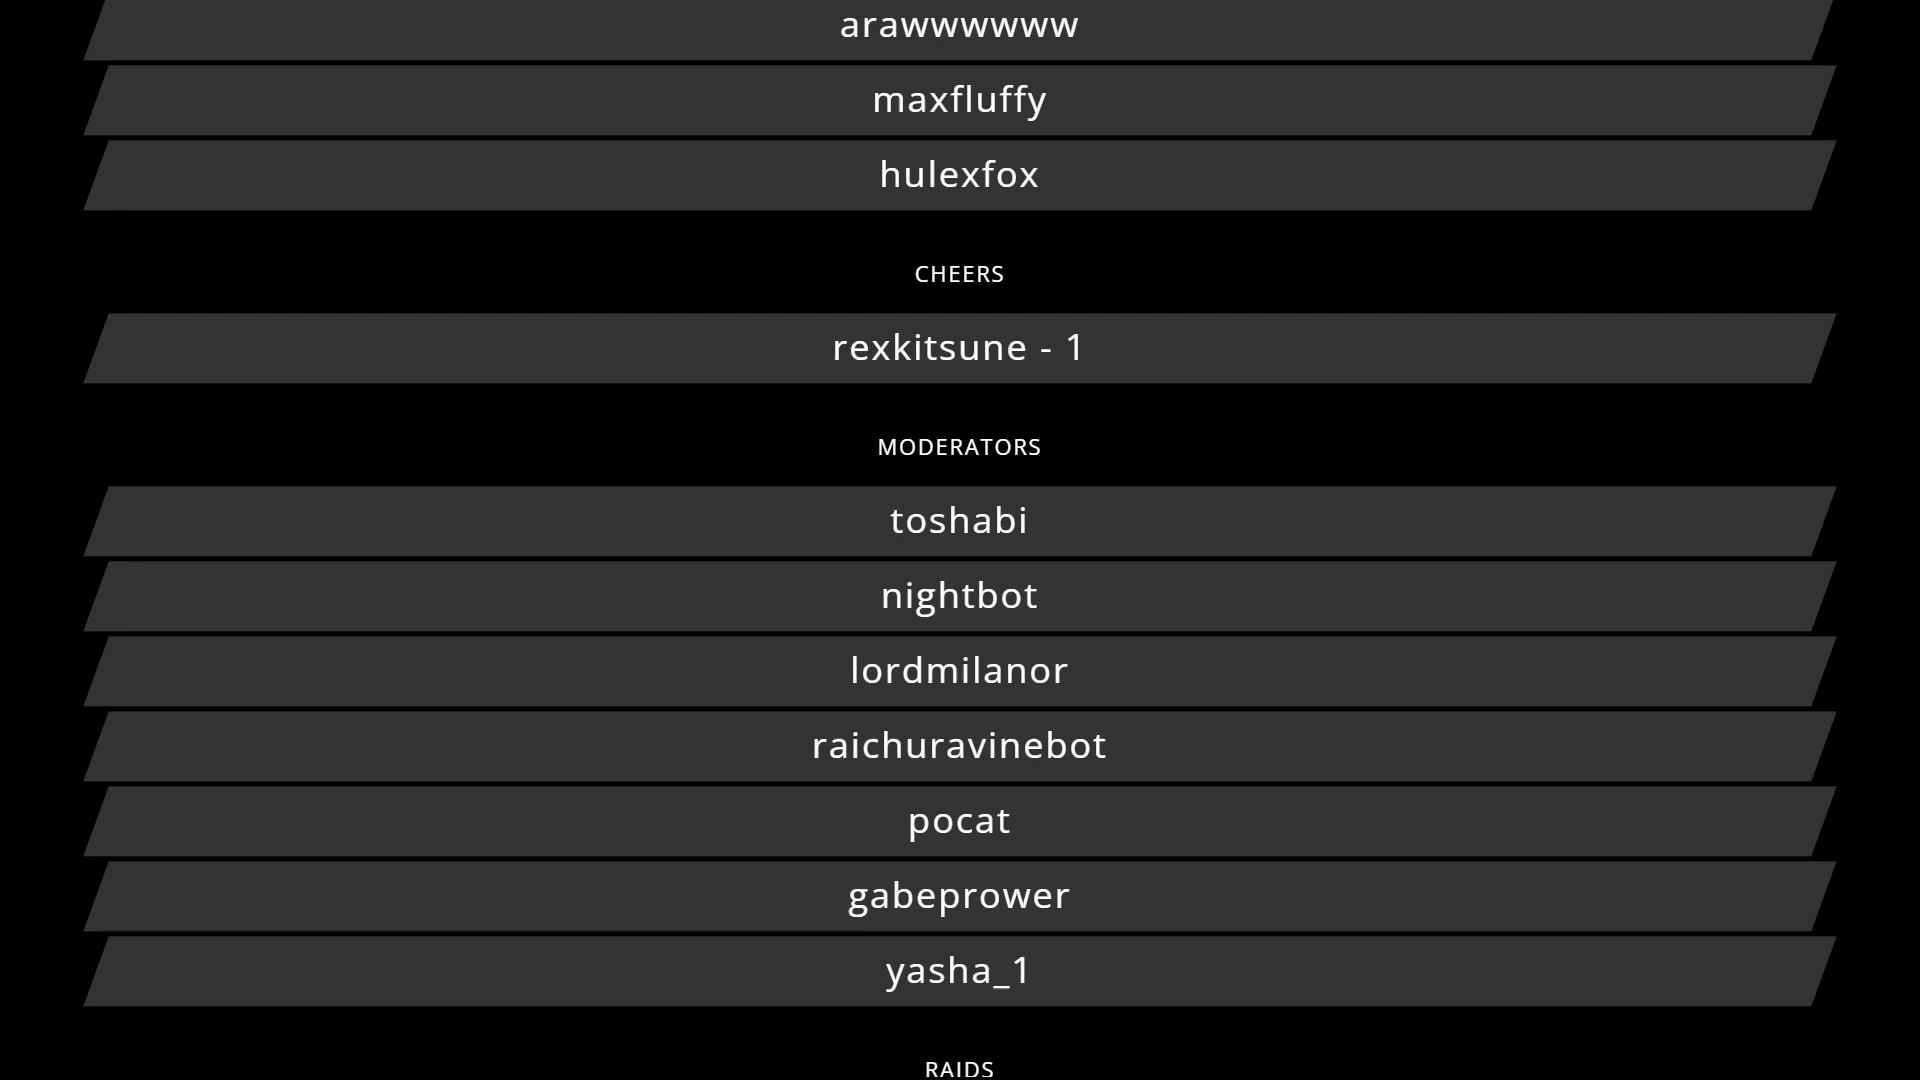 arawwwwww
maxfluffy
hulexfox
CHEERS
rexkitsune - 1
MODERATORS
toshabi
nightbot
lordmilanor
raichuravinebot
pocat
gabeprower
yasha_1
RAIDS